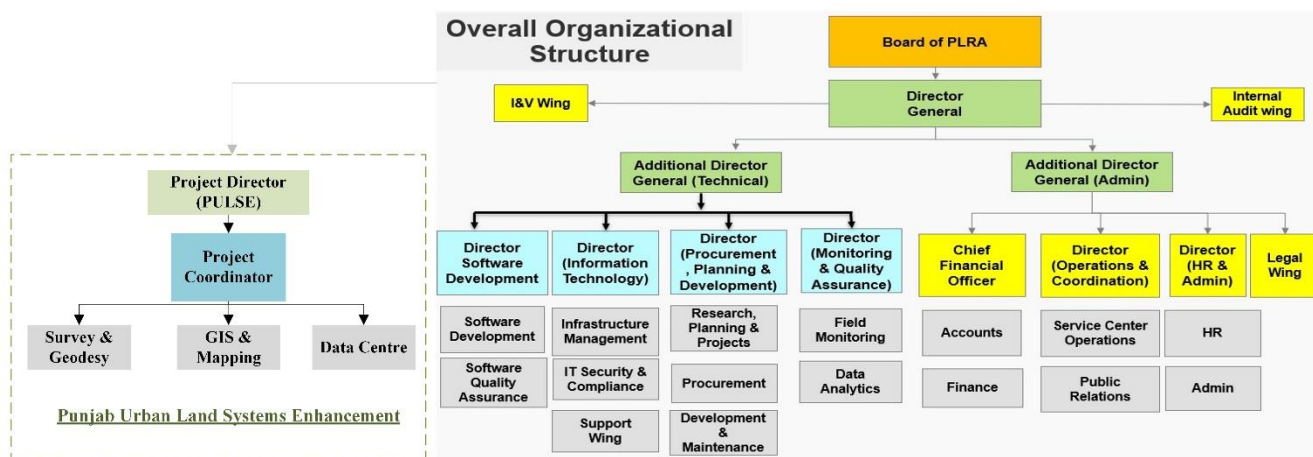 Overall Organizational
Structure
Board of PLRA
I&V Wing
Director
General
Internal
Audit wing
Additional Director
General (Technical)
Additional Director
General (Admin)
Director
Software
Development
Director
(Information
Technology)
Director
(Procurement
, Planning &
Development)
Director
(Monitoring
& Quality
Assurance)
Chief
Financial
Officer
Director
(Operations &
Coordination)
Director
(HR &
Admin)
Legal
Wing
Software
Development
Infrastructure
Management
Research,
Planning &
Projects
Field
Monitoring
Accounts
Service Center
Operations
HR
Software
Quality
Assurance
IT Security &
Compliance
Procurement
Data
Analytics
Finance
Public
Relations
Admin
Support
Wing
Development
&
Maintenance
Project Director
(PULSE)
Project
Coordinator
Survey &
Geodesy
GIS &
Mapping
Data Centre
Punjab Urban Land Systems Enhancement